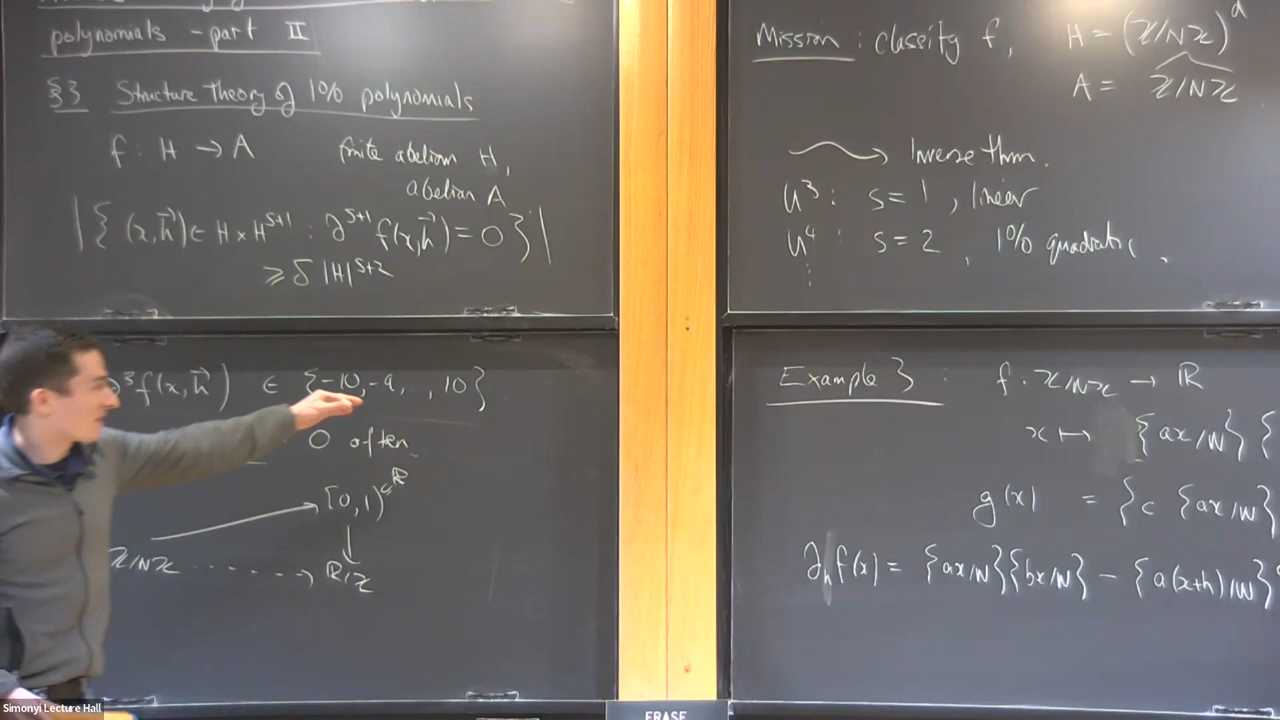 polynomials - part II
§3 Structure Theory of 1% polynomials
f : H → A finite abelian H,
abelian A
|{ (x,h⃗) ∈ H × H^{s+1} : ∂^{s+1} f(x,h⃗) = 0 }|
≥ δ |H|^{s+2}
∂³f(x,h⃗) ∈ {-10,-9, , 10}
0 often
[0,1) ⊂ ℝ
↓
ℤ/Nℤ ⇢ ℝ/ℤ
Mission : classify f, H = (ℤ/Nℤ)^d
A = ℤ/Nℤ
⇝ Inverse thm.
U³ : s = 1 , linear
U⁴ : s = 2 , 1% quadratic .
⋮
Example 3 : f : ℤ/Nℤ → ℝ
x ↦ {ax/N} {
g(x) = {c {ax/N}
∂_h f(x) = {ax/N}{bx/N} - {a(x+h)/N}
ERASE
Simonyi Lecture Hall